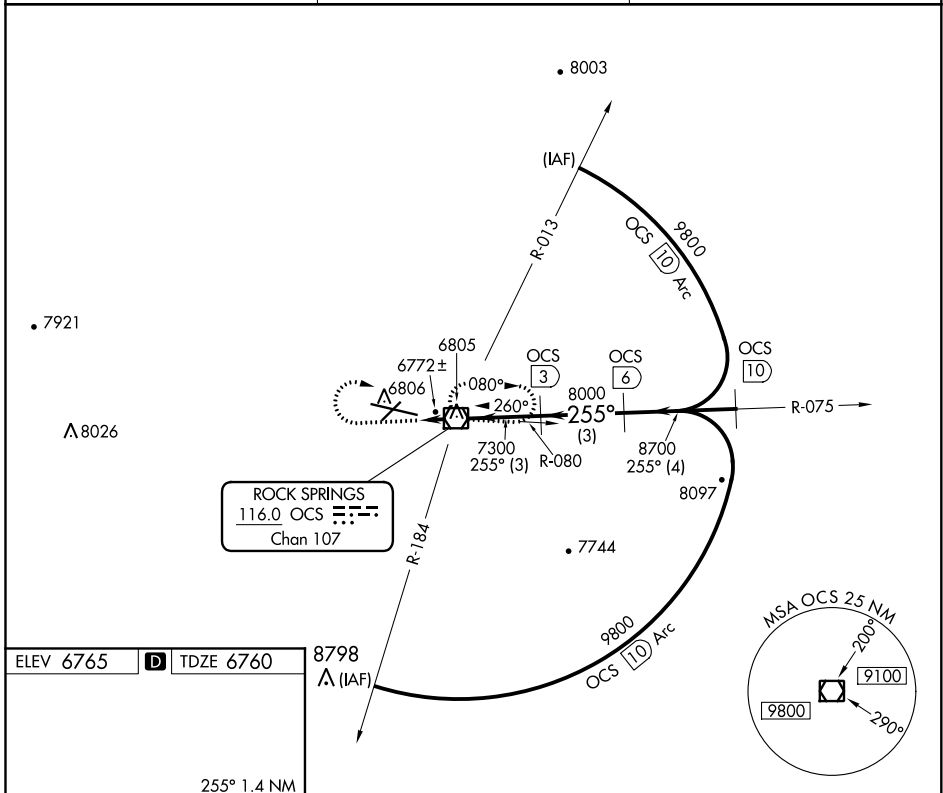 8003
(IAF)
R-013
9800
OCS 10 Arc
7921
6805
6772±
6806
080°
260°
OCS
3
OCS
6
OCS
10
8000
255°
(3)
R-075
8026
7300
255° (3)
R-080
8700
255° (4)
8097
ROCK SPRINGS
116.0 OCS
Chan 107
R-184
7744
9800
OCS 10 Arc
MSA OCS 25 NM
200°
9100
9800
290°
ELEV 6765
D
TDZE 6760
8798
(IAF)
255° 1.4 NM